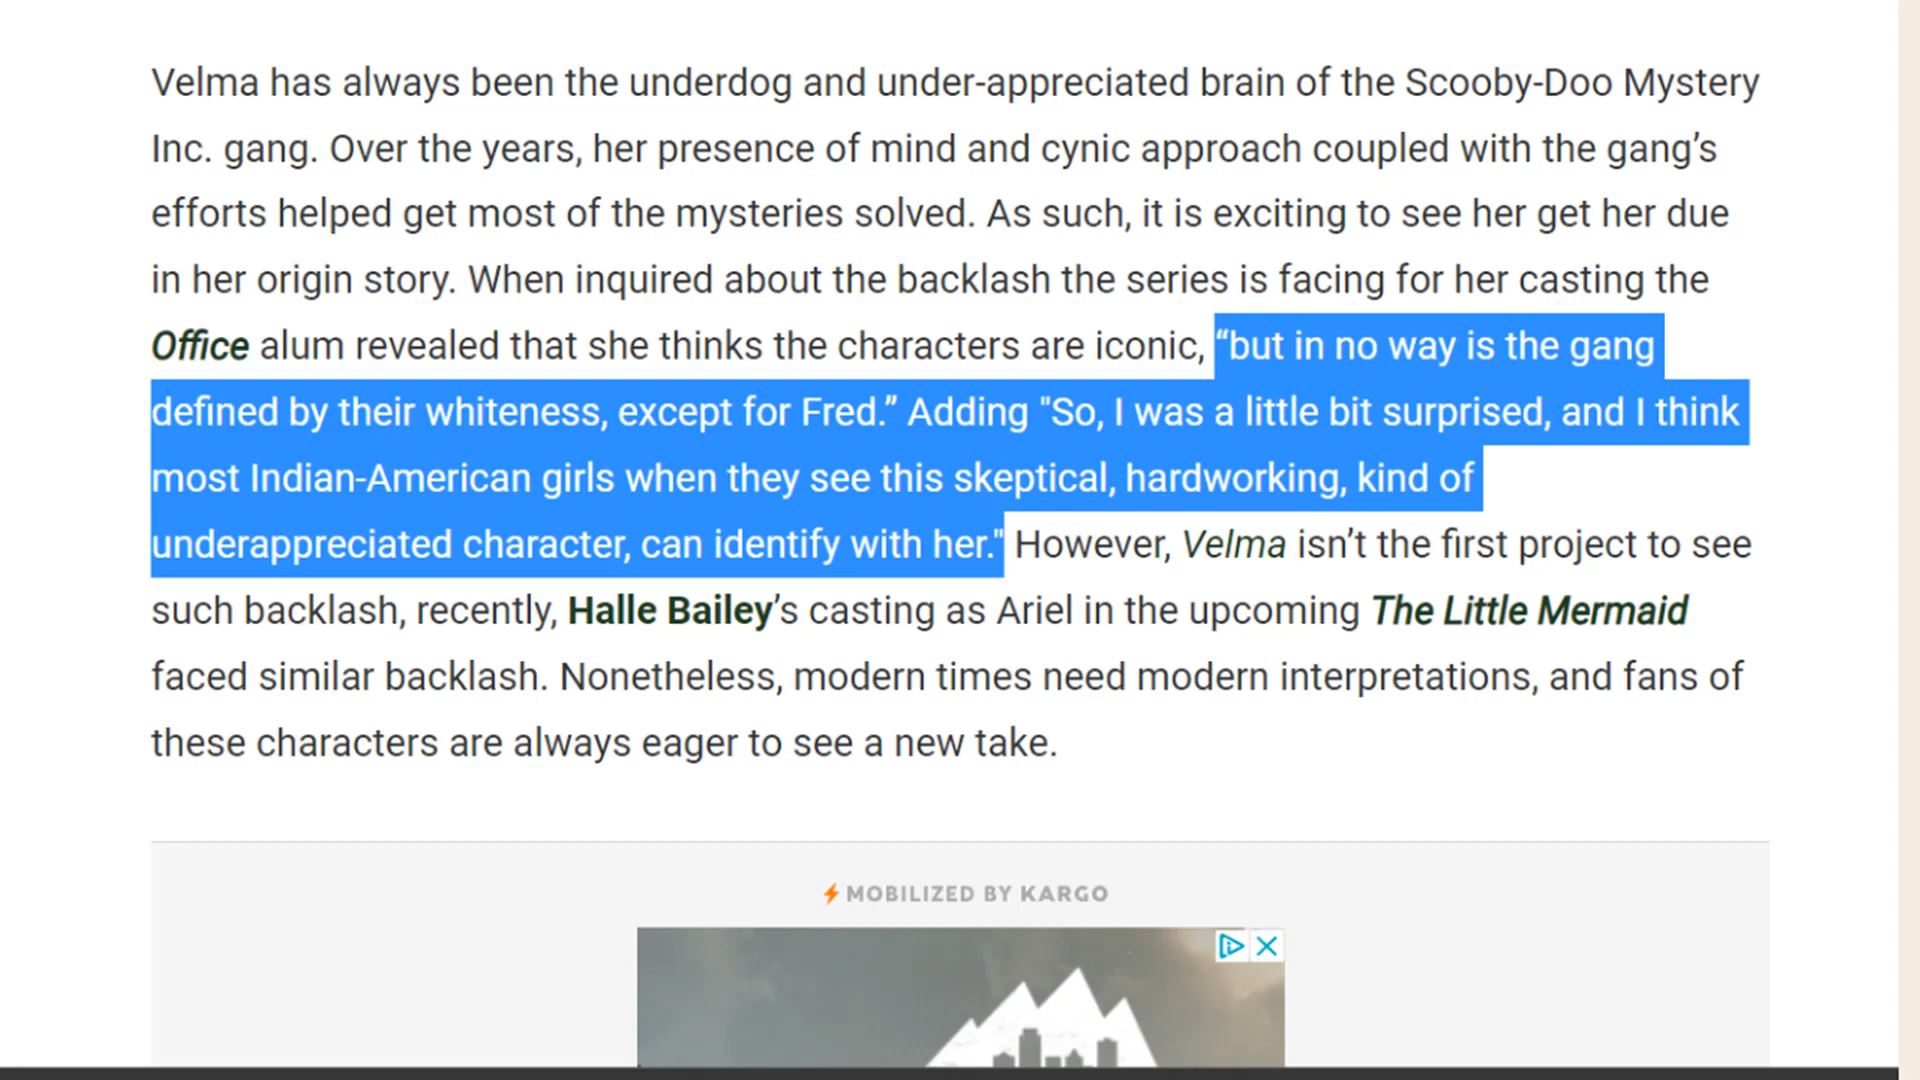 Velma has always been the underdog and under-appreciated brain of the Scooby-Doo Mystery
Inc. gang. Over the years, her presence of mind and cynic approach coupled with the gang’s
efforts helped get most of the mysteries solved. As such, it is exciting to see her get her due
in her origin story. When inquired about the backlash the series is facing for her casting the
Office alum revealed that she thinks the characters are iconic, “but in no way is the gang
defined by their whiteness, except for Fred.” Adding "So, I was a little bit surprised, and I think
most Indian-American girls when they see this skeptical, hardworking, kind of
underappreciated character, can identify with her." However, Velma isn’t the first project to see
such backlash, recently, Halle Bailey’s casting as Ariel in the upcoming The Little Mermaid
faced similar backlash. Nonetheless, modern times need modern interpretations, and fans of
these characters are always eager to see a new take.
MOBILIZED BY KARGO